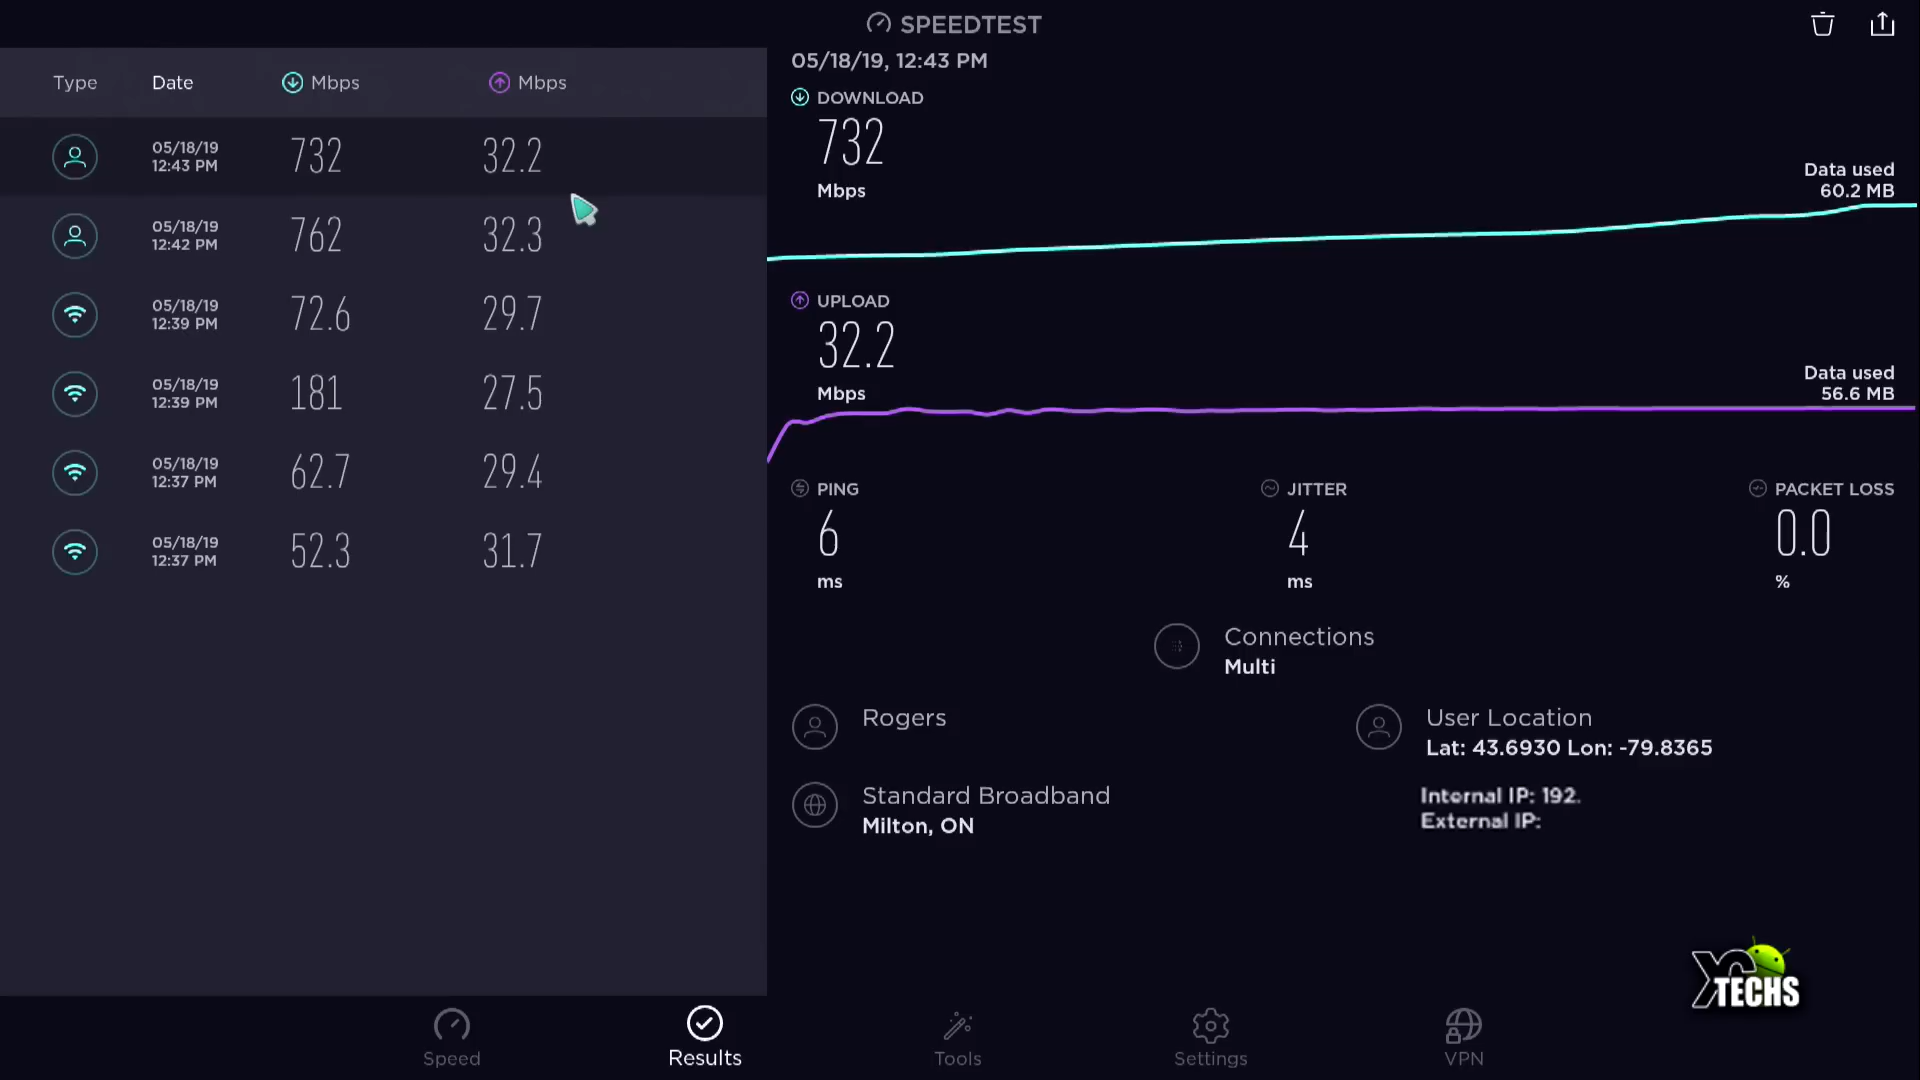 SPEEDTEST
Type Date Mbps Mbps
05/18/19
12:43 PM
732 32.2
05/18/19
12:42 PM
762 32.3
05/18/19
12:39 PM
72.6 29.7
05/18/19
12:39 PM
181 27.5
05/18/19
12:37 PM
62.7 29.4
05/18/19
12:37 PM
52.3 31.7
05/18/19, 12:43 PM
DOWNLOAD
732
Mbps
Data used
60.2 MB
UPLOAD
32.2
Mbps
Data used
56.6 MB
PING
6
ms
JITTER
4
ms
PACKET LOSS
0.0
%
Connections
Multi
Rogers
User Location
Lat: 43.6930 Lon: -79.8365
Standard Broadband
Milton, ON
Internal IP: 192.
External IP:
TECHS
Speed Results Tools Settings VPN